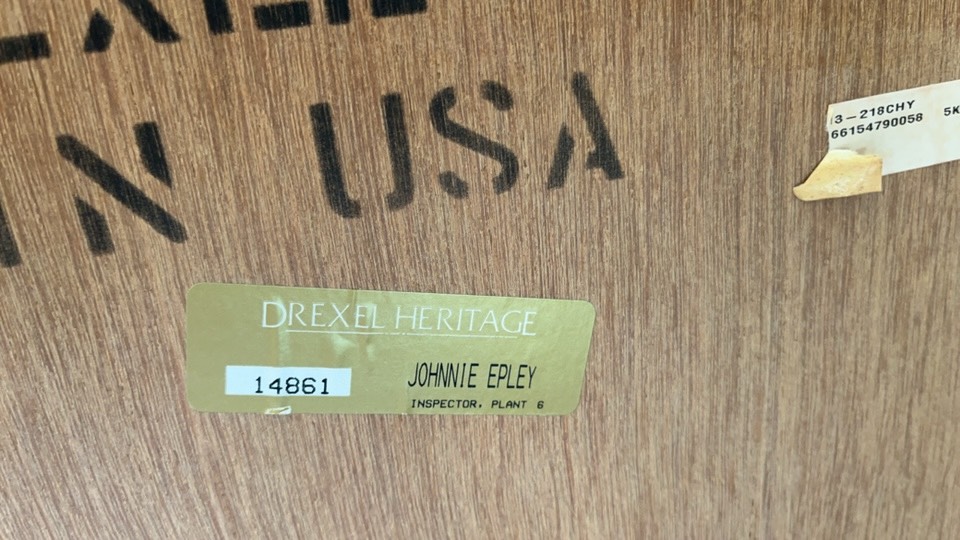 IN USA
3-218CHY
66154790058 5K
DREXEL HERITAGE
14861
JOHNNIE EPLEY
INSPECTOR, PLANT 6